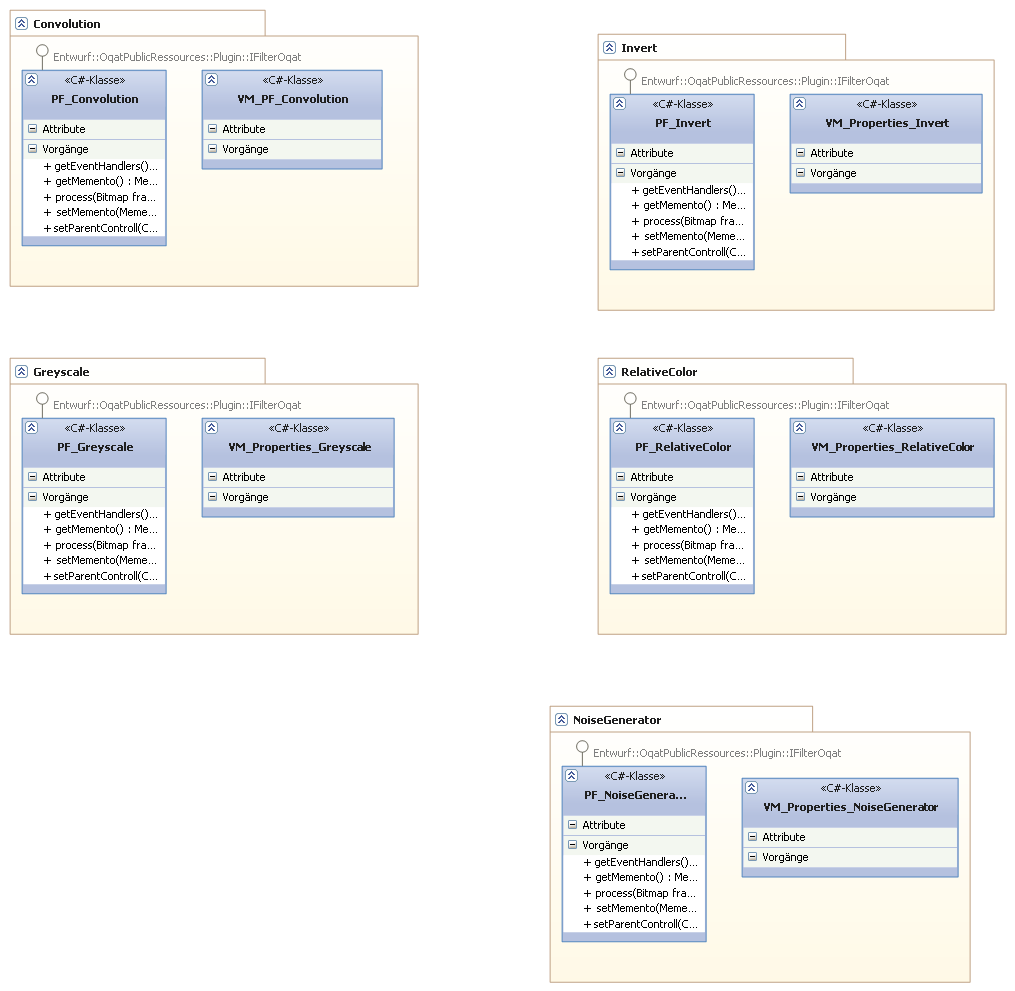 Convolution
Entwurf::OqatPublicRessources::Plugin::IFilterOqat
«C#-Klasse»
PF_Convolution
Attribute
Vorgänge
+ getEventHandlers()...
+ getMemento() : Me...
+ process(Bitmap fra...
+ setMemento(Meme...
+ setParentControll(C...
«C#-Klasse»
VM_PF_Convolution
Attribute
Vorgänge
Invert
Entwurf::OqatPublicRessources::Plugin::IFilterOqat
«C#-Klasse»
PF_Invert
Attribute
Vorgänge
+ getEventHandlers()...
+ getMemento() : Me...
+ process(Bitmap fra...
+ setMemento(Meme...
+ setParentControll(C...
«C#-Klasse»
VM_Properties_Invert
Attribute
Vorgänge
Greyscale
Entwurf::OqatPublicRessources::Plugin::IFilterOqat
«C#-Klasse»
PF_Greyscale
Attribute
Vorgänge
+ getEventHandlers()...
+ getMemento() : Me...
+ process(Bitmap fra...
+ setMemento(Meme...
+ setParentControll(C...
«C#-Klasse»
VM_Properties_Greyscale
Attribute
Vorgänge
RelativeColor
Entwurf::OqatPublicRessources::Plugin::IFilterOqat
«C#-Klasse»
PF_RelativeColor
Attribute
Vorgänge
+ getEventHandlers()...
+ getMemento() : Me...
+ process(Bitmap fra...
+ setMemento(Meme...
+ setParentControll(C...
«C#-Klasse»
VM_Properties_RelativeColor
Attribute
Vorgänge
NoiseGenerator
Entwurf::OqatPublicRessources::Plugin::IFilterOqat
«C#-Klasse»
PF_NoiseGenera...
Attribute
Vorgänge
+ getEventHandlers()...
+ getMemento() : Me...
+ process(Bitmap fra...
+ setMemento(Meme...
+ setParentControll(C...
«C#-Klasse»
VM_Properties_NoiseGenerator
Attribute
Vorgänge